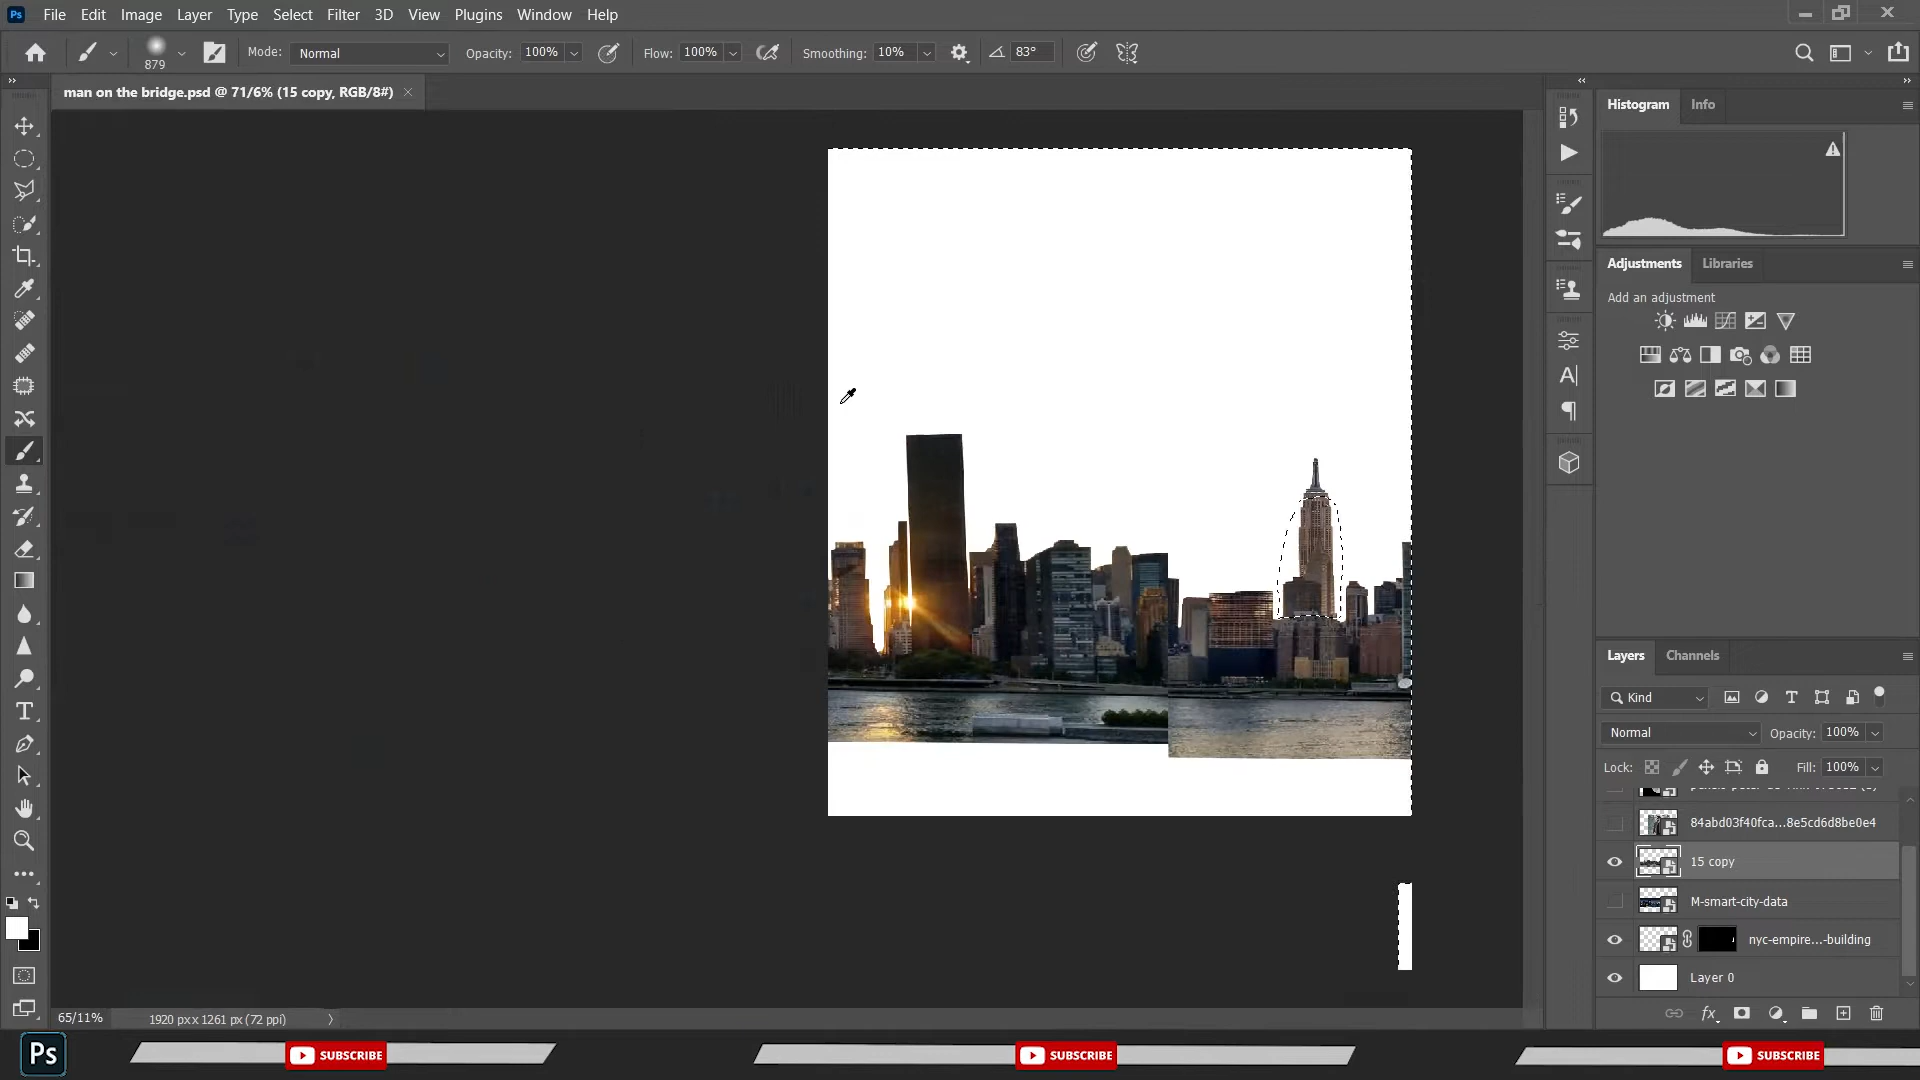 Ps File Edit Image Layer Type Select Filter 3D View Plugins Window Help
879 Mode: Normal Opacity: 100% Flow: 100% Smoothing: 10% 83°
man on the bridge.psd @ 71/6% (15 copy, RGB/8#)
Histogram Info
Adjustments Libraries
Add an adjustment
Layers Channels
Kind
Normal Opacity: 100%
Lock: Fill: 100%
84abd03f40fca...8e5cd6d8be0e4
15 copy
M-smart-city-data
nyc-empire...-building
Layer 0
65/11% 1920 px x 1261 px (72 ppi)
Ps SUBSCRIBE SUBSCRIBE SUBSCRIBE